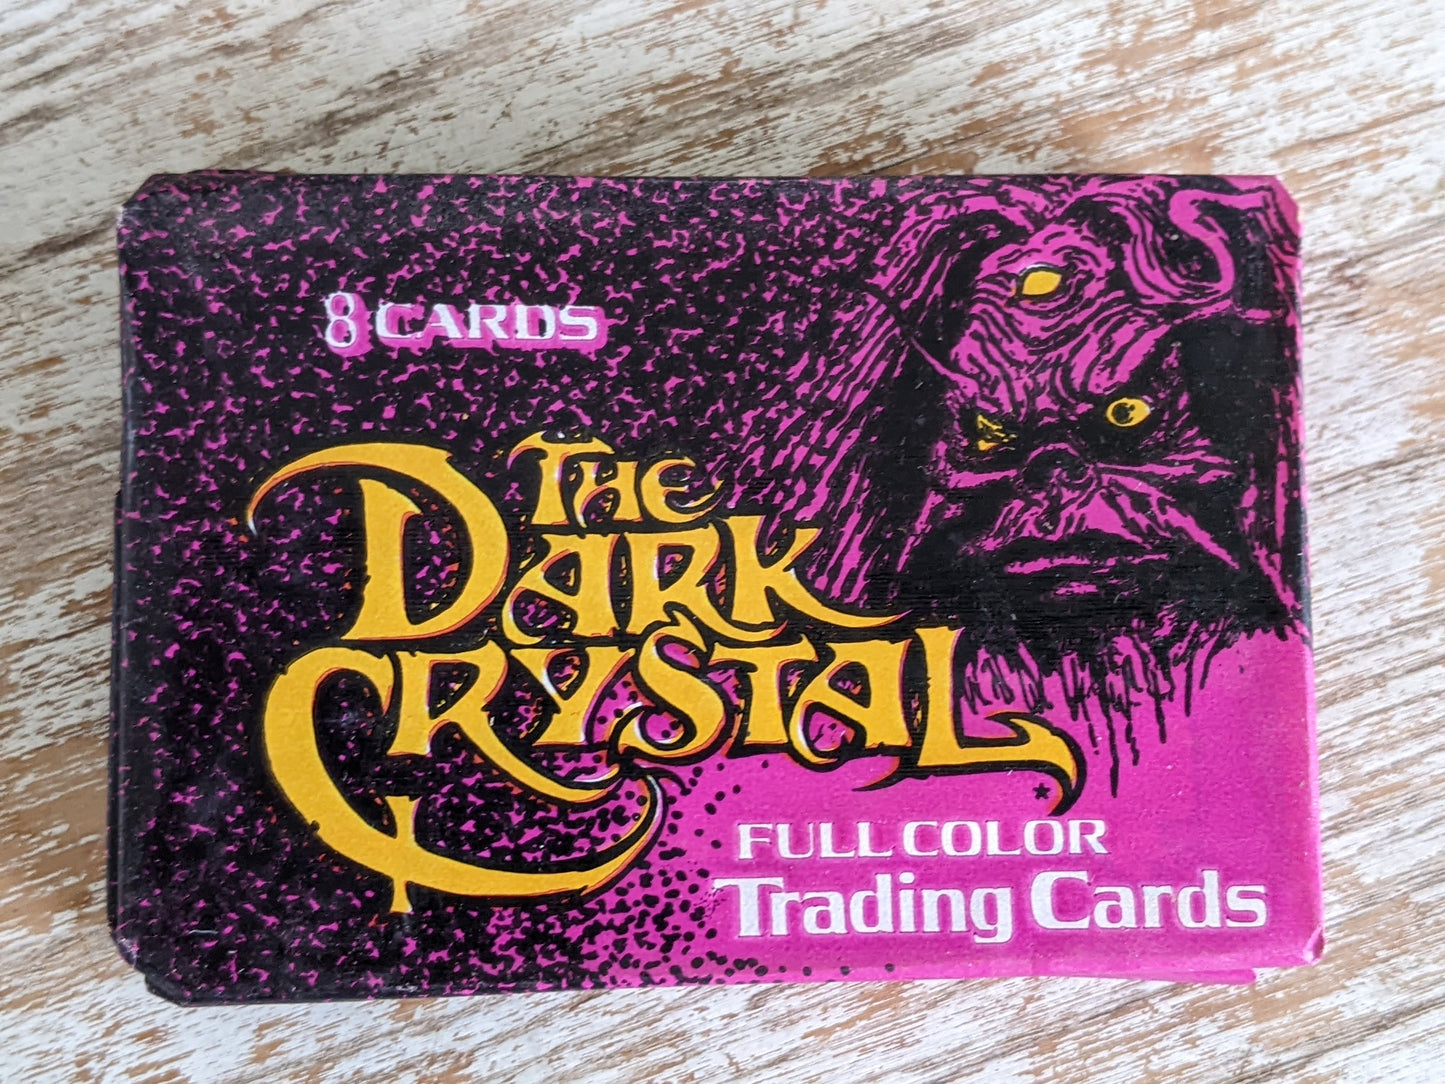 8 CARDS
THE
DARK
CRYSTAL
FULL COLOR
Trading Cards